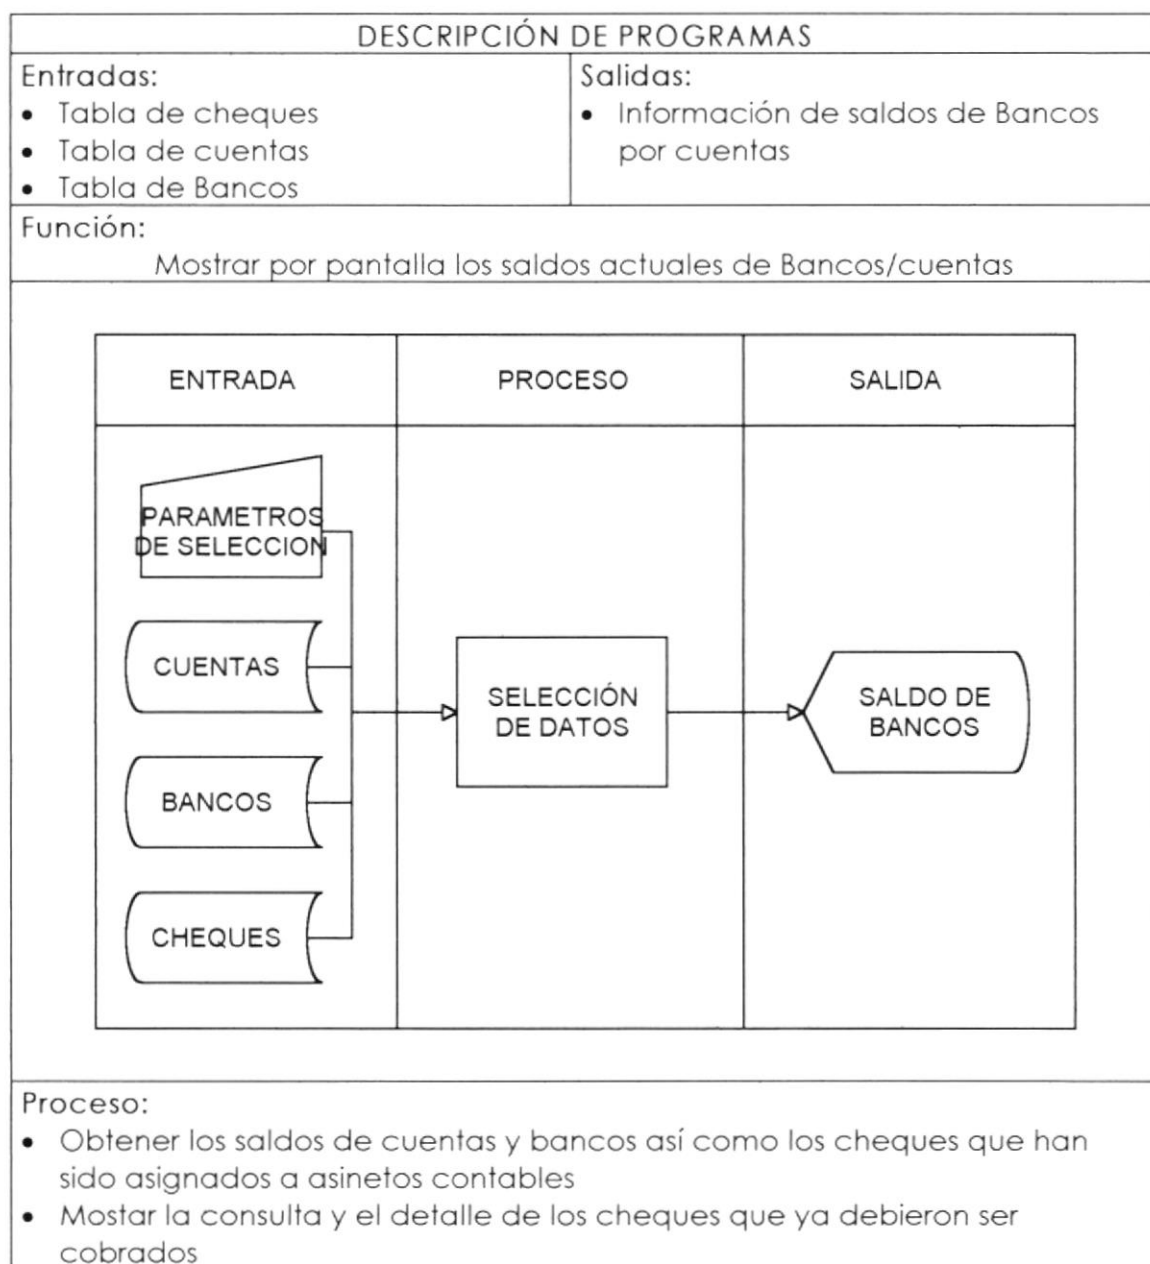 DESCRIPCIÓN DE PROGRAMAS
Entradas:
• Tabla de cheques
• Tabla de cuentas
• Tabla de Bancos
Salidas:
• Información de saldos de Bancos
por cuentas
Función:
Mostrar por pantalla los saldos actuales de Bancos/cuentas
ENTRADA
PROCESO
SALIDA
PARAMETROS
DE SELECCION
CUENTAS
BANCOS
CHEQUES
SELECCIÓN
DE DATOS
SALDO DE
BANCOS
Proceso:
• Obtener los saldos de cuentas y bancos así como los cheques que han
sido asignados a asinetos contables
• Mostar la consulta y el detalle de los cheques que ya debieron ser
cobrados